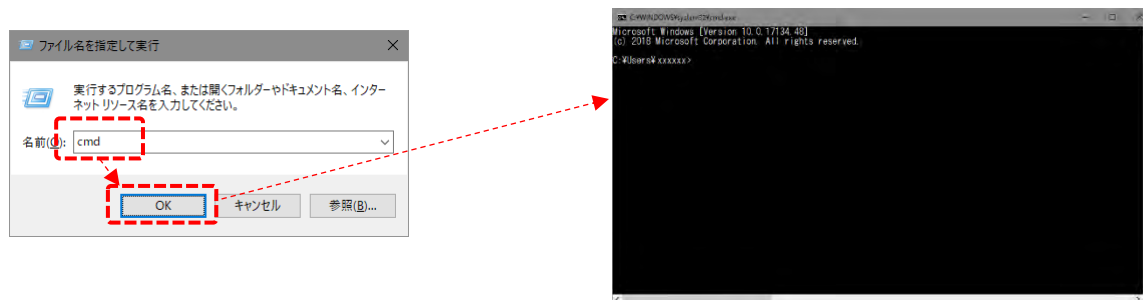 ファイル名を指定して実行
実行するプログラム名、または開くフォルダーやドキュメント名、インター
ネット リソース名を入力してください。
名前(O): cmd
OK キャンセル 参照(B)...
C:¥WINDOWS¥system32¥cmd.exe
Microsoft Windows [Version 10.0.17134.48]
(c) 2018 Microsoft Corporation. All rights reserved.
C:¥Users¥xxxxxx>